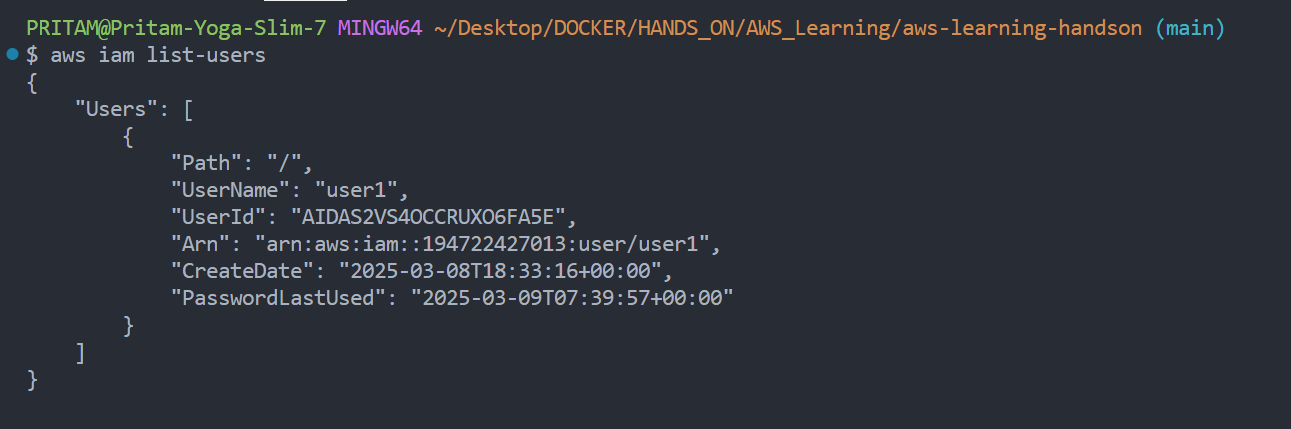 PRITAM@Pritam-Yoga-Slim-7 MINGW64 ~/Desktop/DOCKER/HANDS_ON/AWS_Learning/aws-learning-handson (main)
$ aws iam list-users
{
    "Users": [
        {
            "Path": "/",
            "UserName": "user1",
            "UserId": "AIDAS2VS4OCCRUXO6FA5E",
            "Arn": "arn:aws:iam::194722427013:user/user1",
            "CreateDate": "2025-03-08T18:33:16+00:00",
            "PasswordLastUsed": "2025-03-09T07:39:57+00:00"
        }
    ]
}